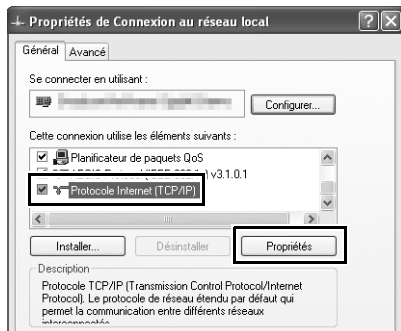 Propriétés de Connexion au réseau local
Général Avancé
Se connecter en utilisant :
Configurer...
Cette connexion utilise les éléments suivants :
Planificateur de paquets QoS
v3.1.0.1
Protocole Internet (TCP/IP)
Installer... Désinstaller Propriétés
Description
Protocole TCP/IP (Transmission Control Protocol/Internet
Protocol). Le protocole de réseau étendu par défaut qui
permet la communication entre différents réseaux